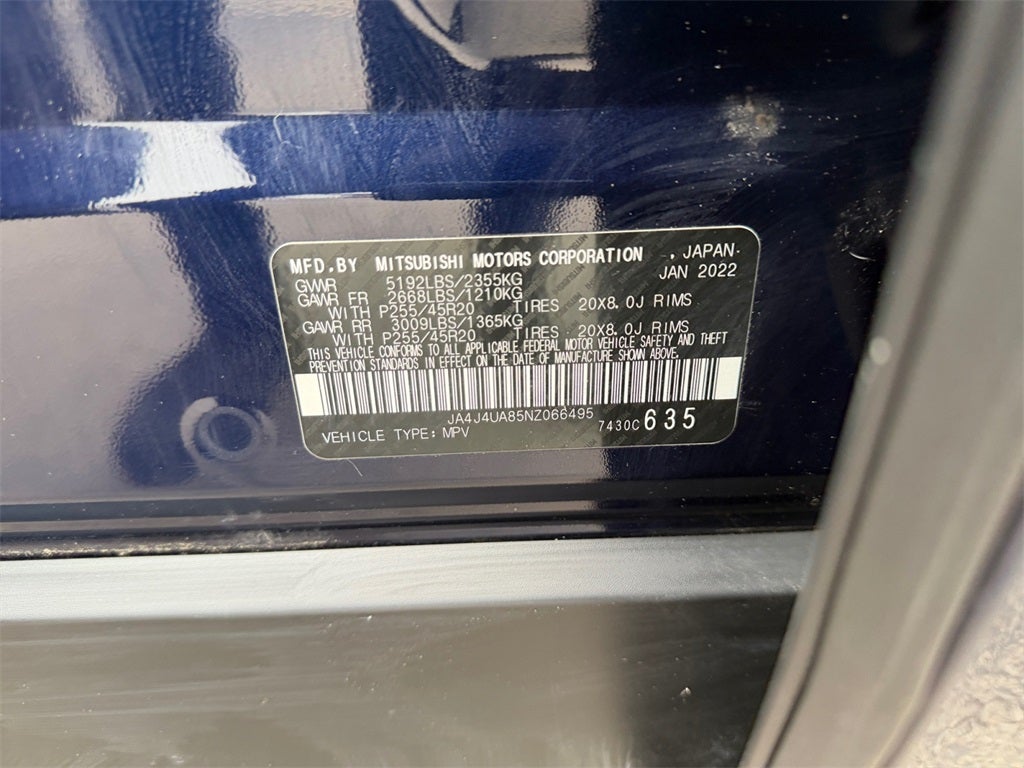 MFD.BY MITSUBISHI MOTORS CORPORATION , JAPAN
JAN 2022
GVWR 5192LBS/2355KG
GAWR FR 2668LBS/1210KG
WITH P255/45R20 TIRES 20X8.0J RIMS
GAWR RR 3009LBS/1365KG
WITH P255/45R20 TIRES 20X8.0J RIMS
THIS VEHICLE CONFORMS TO ALL APPLICABLE FEDERAL MOTOR VEHICLE SAFETY AND THEFT
PREVENTION STANDARDS IN EFFECT ON THE DATE OF MANUFACTURE SHOWN ABOVE.
JA4J4UA85NZ066495
VEHICLE TYPE: MPV 7430C 635